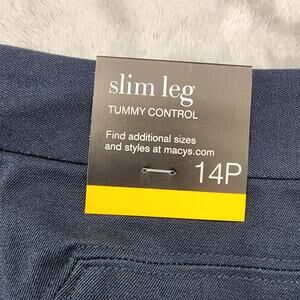 slim leg
TUMMY CONTROL
Find additional sizes
and styles at macys.com
14P